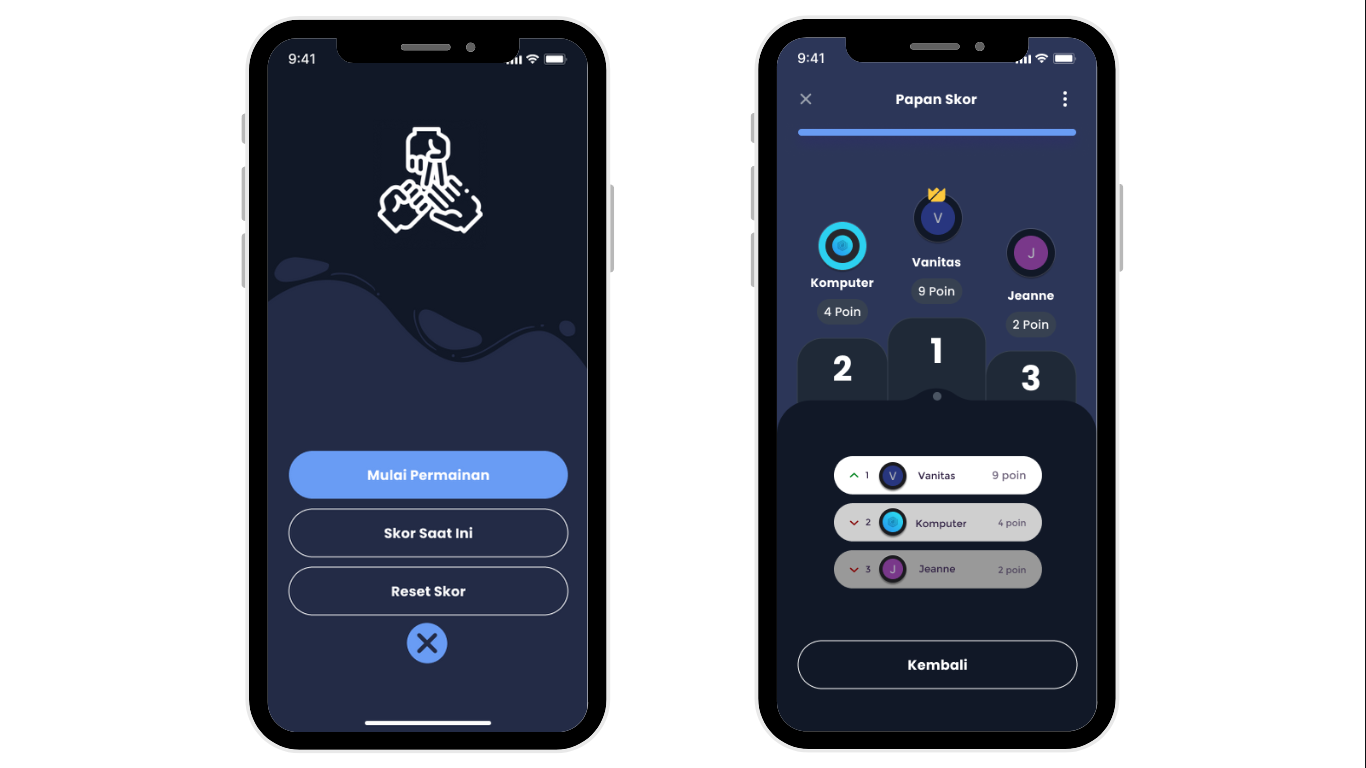 9:41
Mulai Permainan
Skor Saat Ini
Reset Skor
9:41
Papan Skor
V
Vanitas
9 Poin
Komputer
4 Poin
J
Jeanne
2 Poin
1
2
3
1 V Vanitas 9 poin
2 Komputer 4 poin
3 J Jeanne 2 poin
Kembali